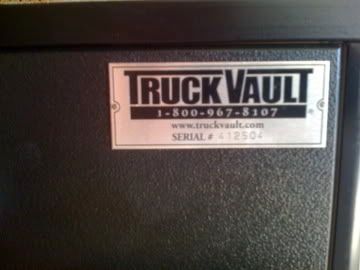 TRUCKVAULT
1-800-967-8107
®
www.truckvault.com
SERIAL # 412504